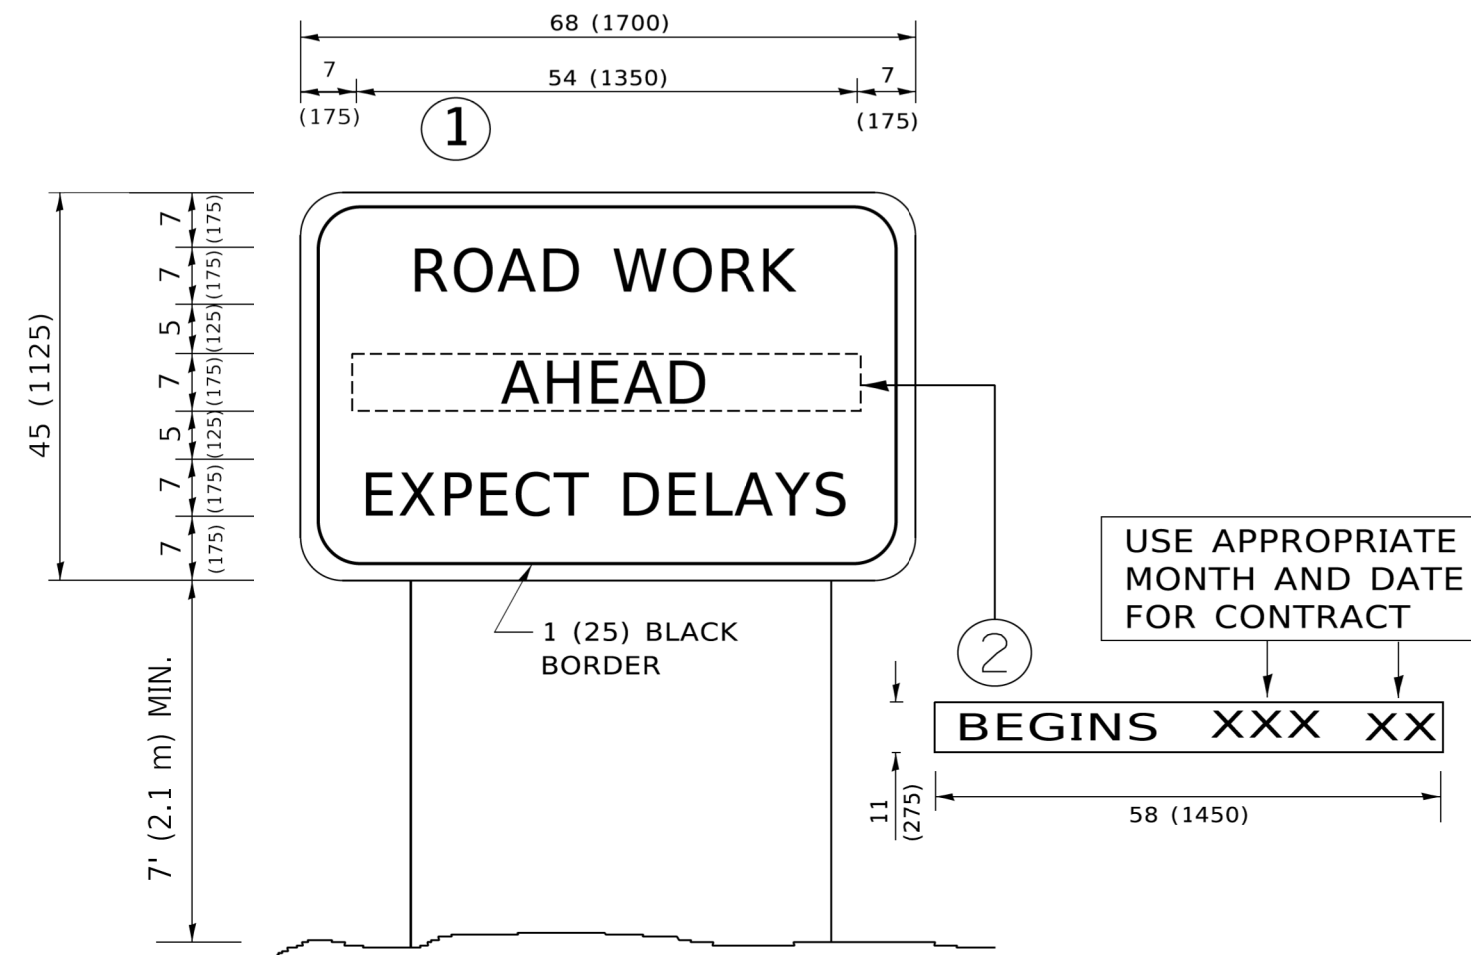 68 (1700)
7
54 (1350)
7
(175)
(175)
1
7
(175)
7
(175)
5
(125)
7
(175)
5
(125)
7
(175)
7
(175)
45 (1125)
ROAD WORK
AHEAD
EXPECT DELAYS
1 (25) BLACK
BORDER
7' (2.1 m) MIN.
2
USE APPROPRIATE
MONTH AND DATE
FOR CONTRACT
BEGINS XXX XX
11
(275)
58 (1450)